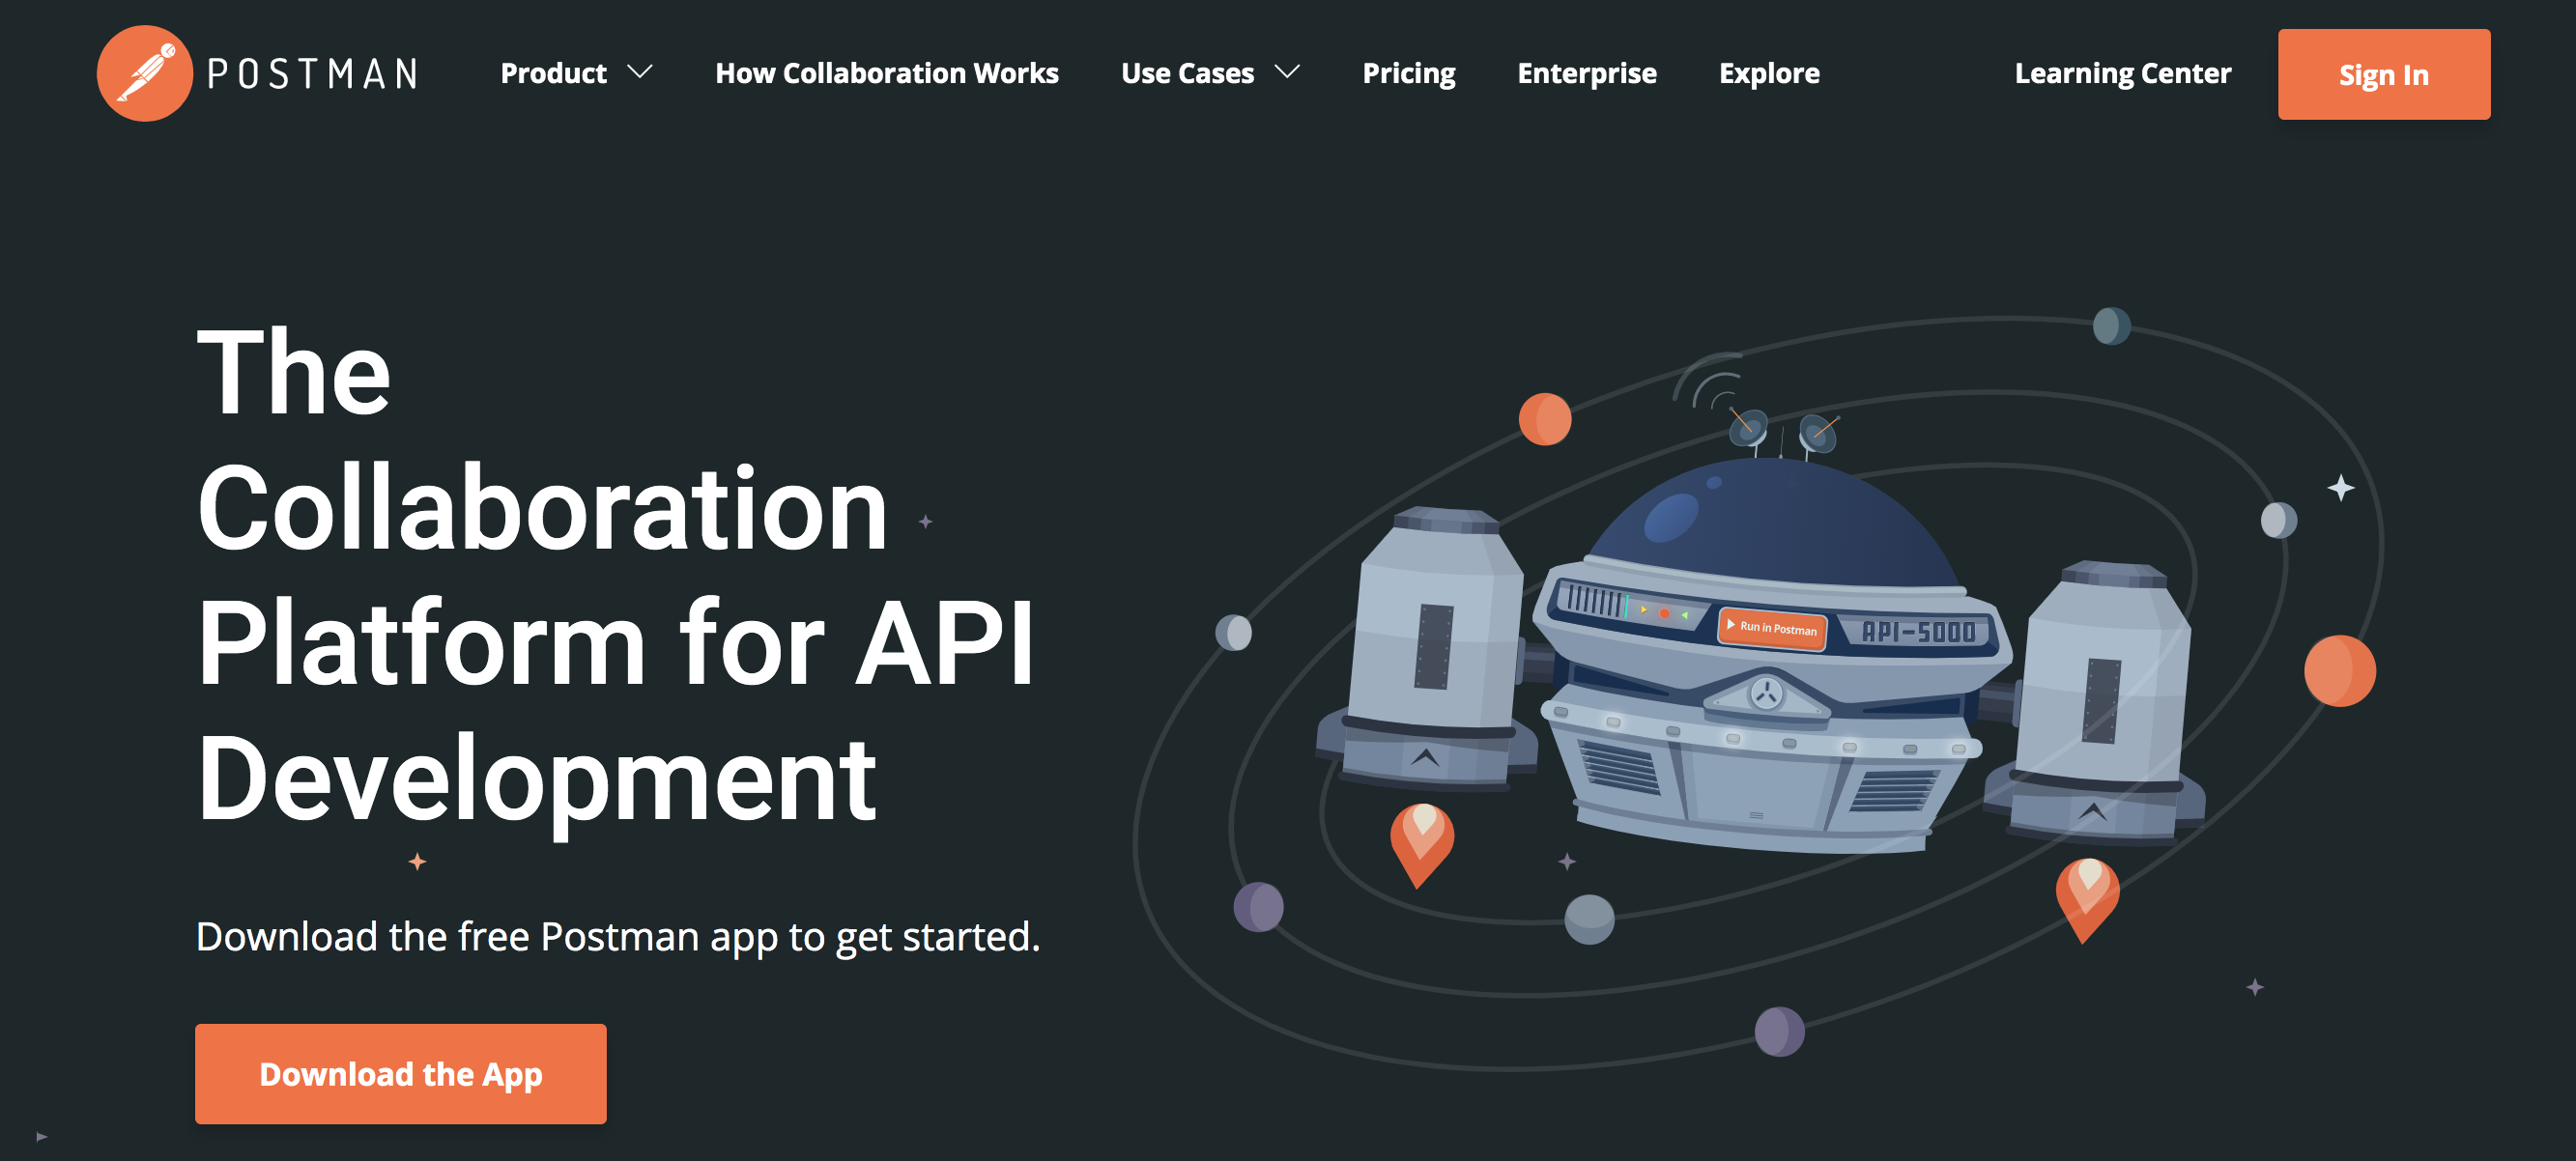 POSTMAN
Product
How Collaboration Works
Use Cases
Pricing
Enterprise
Explore
Learning Center
Sign In
The
Collaboration
Platform for API
Development
Download the free Postman app to get started.
Download the App
Run in Postman
API-5000